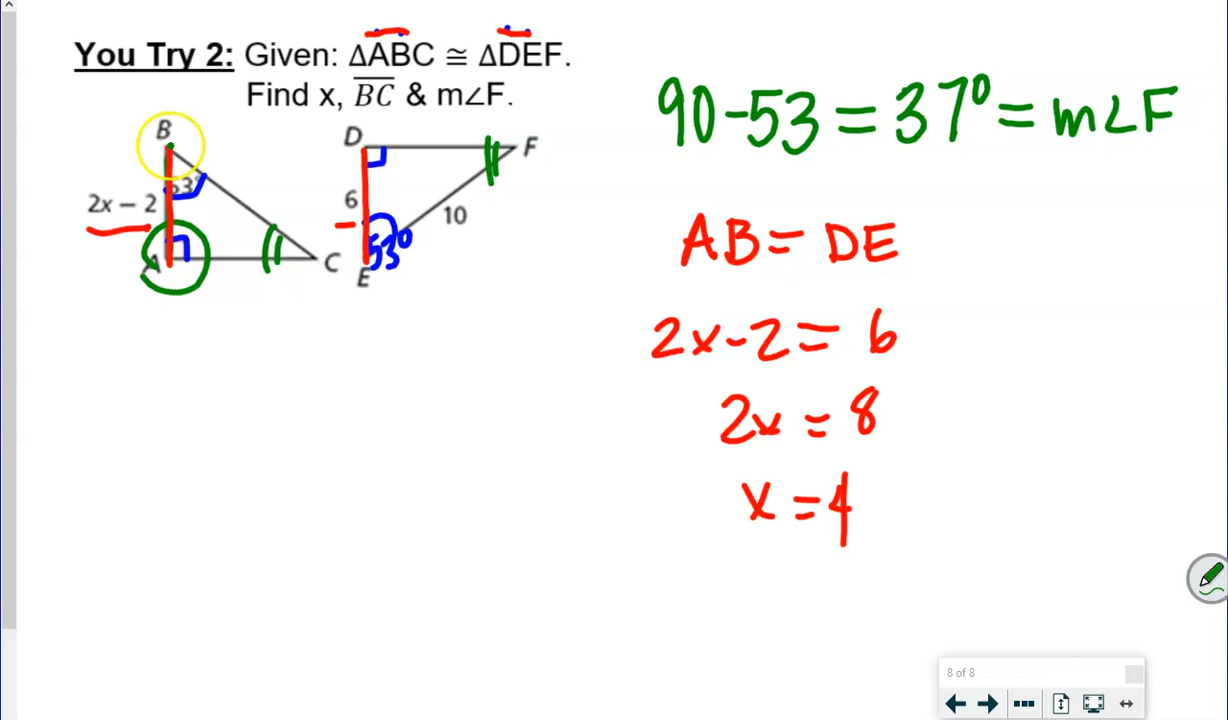 You Try 2: Given: ΔABC ≅ ΔDEF.
Find x, \overline{BC} & m∠F.
90-53 = 37° = m∠F
B
D
F
53°
2x – 2
6
10
A
C
E
53°
AB = DE
2x-2 = 6
2x = 8
x = 4
8 of 8